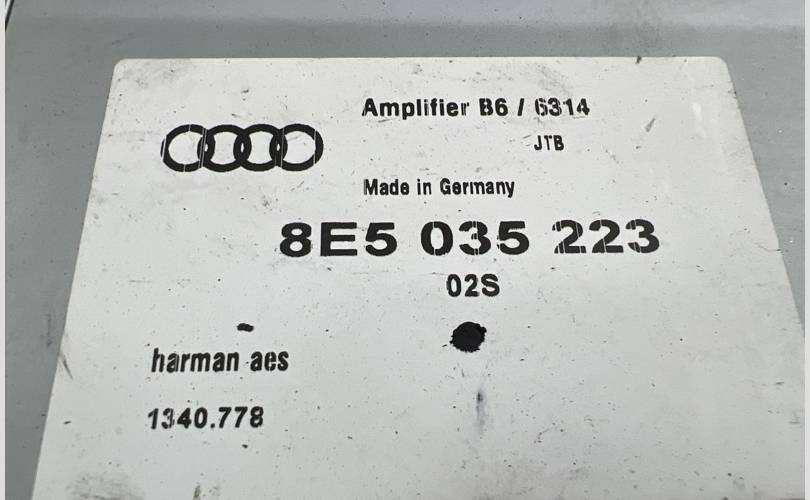 Amplifier B6 / 6314
JTB
Made in Germany
8E5 035 223
02S
harman aes
1340.778